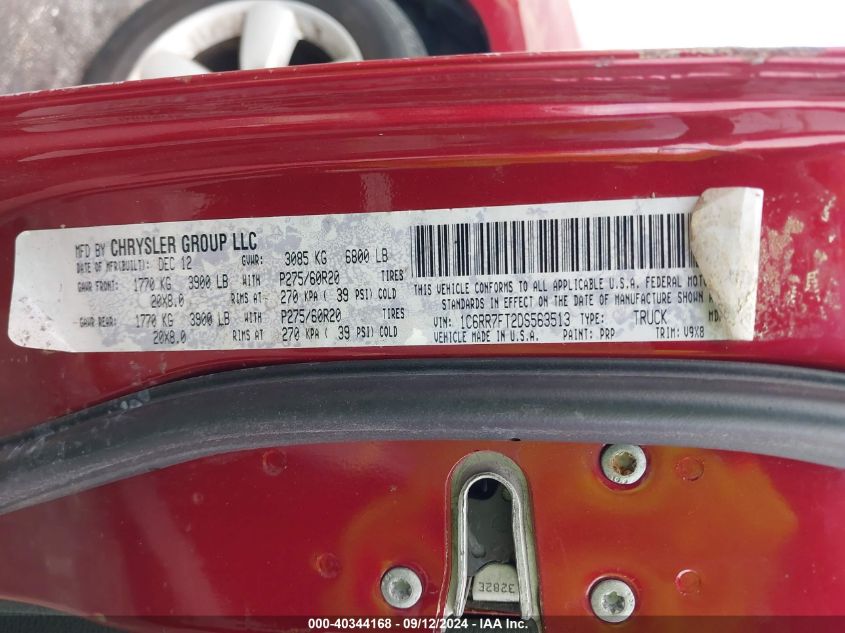 MFD BY CHRYSLER GROUP LLC
DATE OF MFR(BUILT): DEC 12 GVWR: 3085 KG 6800 LB
GAWR FRONT: 1770 KG 3900 LB WITH P275/60R20 TIRES
20X8.0 RIMS AT 270 KPA ( 39 PSI) COLD
GAWR REAR: 1770 KG 3900 LB WITH P275/60R20 TIRES
20X8.0 RIMS AT 270 KPA ( 39 PSI) COLD
THIS VEHICLE CONFORMS TO ALL APPLICABLE U.S.A. FEDERAL
STANDARDS IN EFFECT ON THE DATE OF MANUFACTURE SHOWN
VIN: 1C6RR7FT2DS563513 TYPE: TRUCK
VEHICLE MADE IN U.S.A. PAINT: PRP TRIM: V9X8
3282E
000-40344168 - 09/12/2024 -